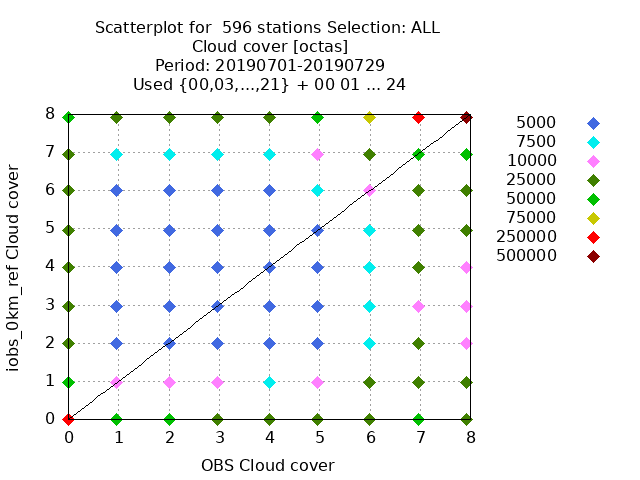 Scatterplot for  596 stations Selection: ALL
Cloud cover [octas]
Period: 20190701-20190729
Used {00,03,...,21} + 00 01 ... 24
8
7
6
5
4
3
2
1
0
iobs_0km_ref Cloud cover
0 1 2 3 4 5 6 7 8
OBS Cloud cover
5000
7500
10000
25000
50000
75000
250000
500000